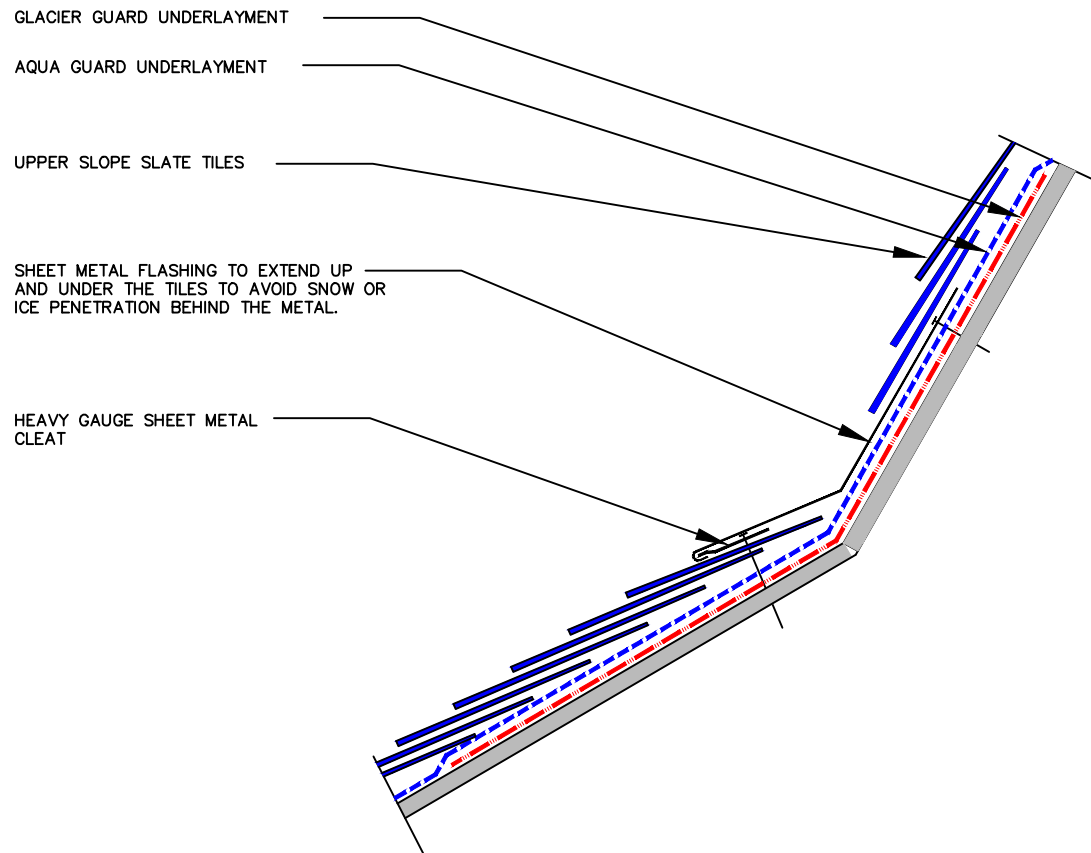 GLACIER GUARD UNDERLAYMENT
AQUA GUARD UNDERLAYMENT
UPPER SLOPE SLATE TILES
SHEET METAL FLASHING TO EXTEND UP
AND UNDER THE TILES TO AVOID SNOW OR
ICE PENETRATION BEHIND THE METAL.
HEAVY GAUGE SHEET METAL
CLEAT